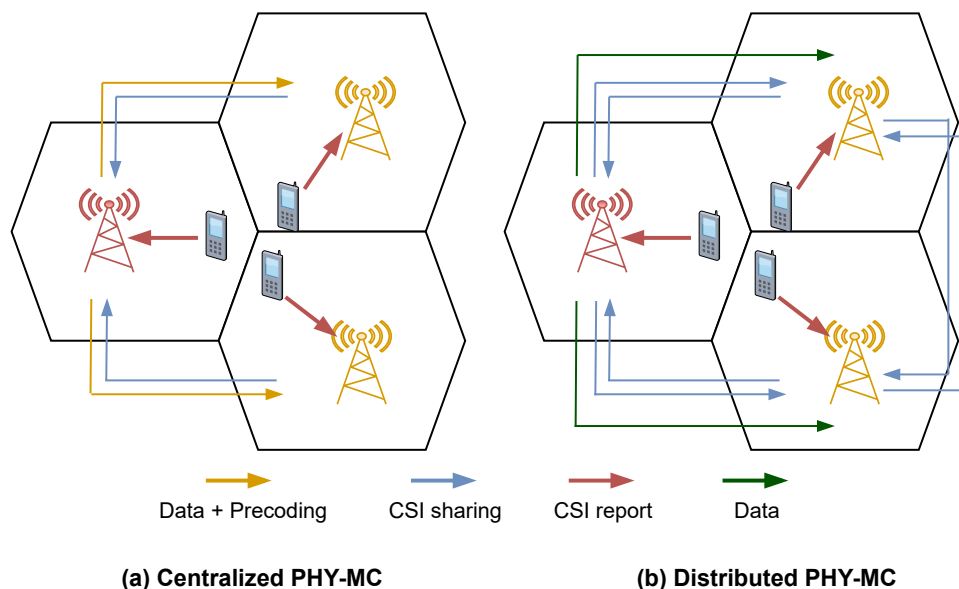 Data + Precoding
CSI sharing
CSI report
Data
(a) Centralized PHY-MC
(b) Distributed PHY-MC